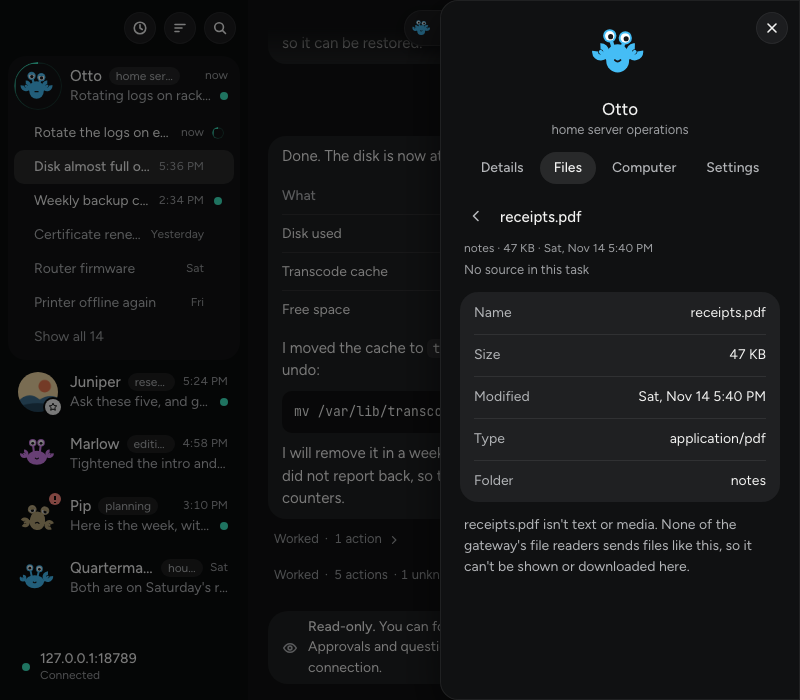 Otto home ser... now
Rotating logs on rack...
Rotate the logs on e... now
Disk almost full o... 5:36 PM
Weekly backup c... 2:34 PM
Certificate rene... Yesterday
Router firmware Sat
Printer offline again Fri
Show all 14
Juniper rese... 5:24 PM
Ask these five, and g...
Marlow editi... 4:58 PM
Tightened the intro and...
Pip planning 3:10 PM
Here is the week, wit...
Quarterma... hou... Sat
Both are on Saturday's r...
127.0.0.1:18789
Connected
so it can be restored.
Done. The disk is now at
What
Disk used
Transcode cache
Free space
I moved the cache to
undo:
mv /var/lib/transco
I will remove it in a week
did not report back, so
counters.
Worked · 1 action
Worked · 5 actions · 1 unkn
Read-only. You can fo
Approvals and questi
connection.
Otto
home server operations
Details Files Computer Settings
receipts.pdf
notes · 47 KB · Sat, Nov 14 5:40 PM
No source in this task
Name receipts.pdf
Size 47 KB
Modified Sat, Nov 14 5:40 PM
Type application/pdf
Folder notes
receipts.pdf isn't text or media. None of the
gateway's file readers sends files like this, so it
can't be shown or downloaded here.